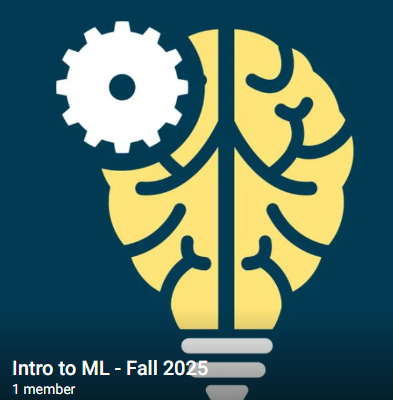 Intro to ML - Fall 2025
1 member